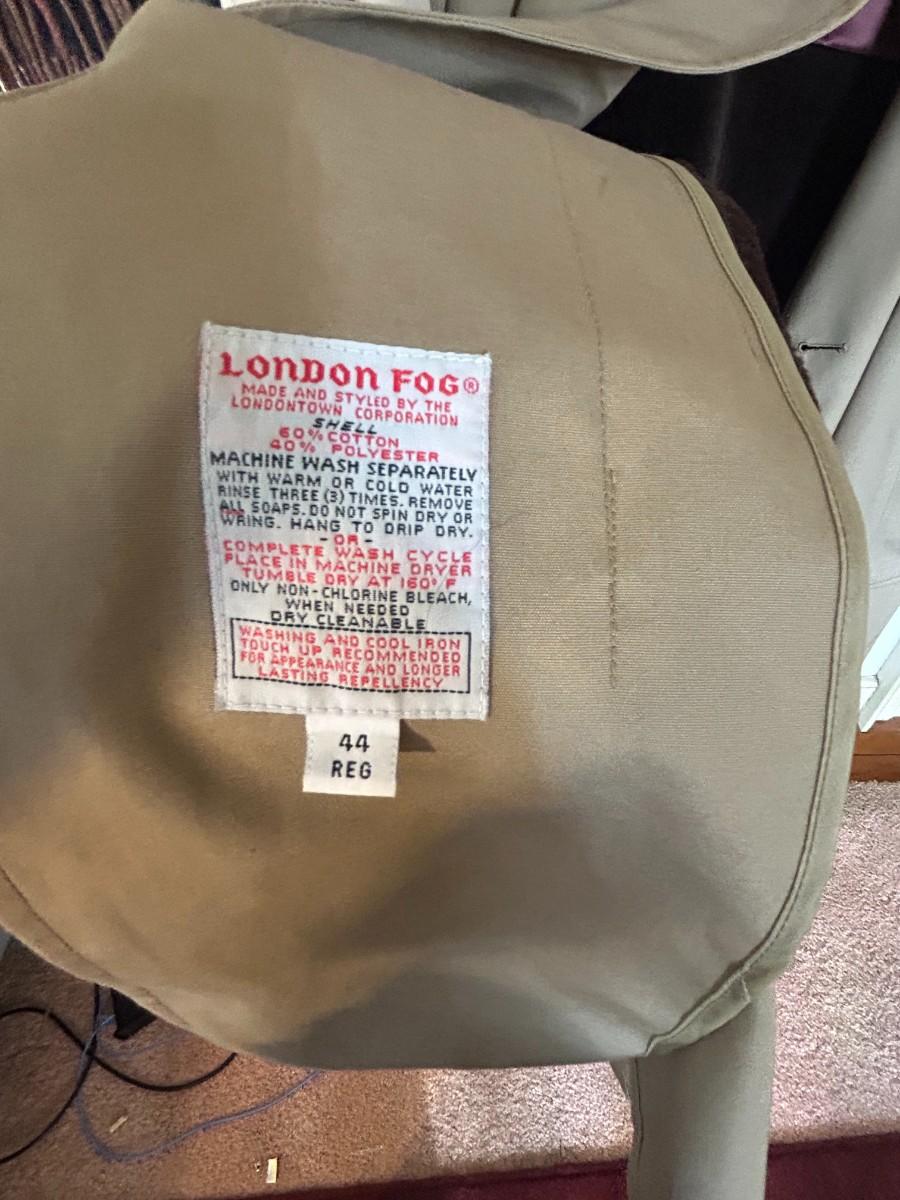 LONDON FOG®
MADE AND STYLED BY THE
LONDONTOWN CORPORATION
SHELL
60% COTTON
40% POLYESTER
MACHINE WASH SEPARATELY
WITH WARM OR COLD WATER
RINSE THREE (3) TIMES. REMOVE
ALL SOAPS. DO NOT SPIN DRY OR
WRING. HANG TO DRIP DRY.
- OR -
COMPLETE WASH CYCLE
PLACE IN MACHINE DRYER
TUMBLE DRY AT 160° F
ONLY NON-CHLORINE BLEACH,
WHEN NEEDED
DRY CLEANABLE
WASHING AND COOL IRON
TOUCH UP RECOMMENDED
FOR APPEARANCE AND LONGER
LASTING REPELLENCY
44
REG